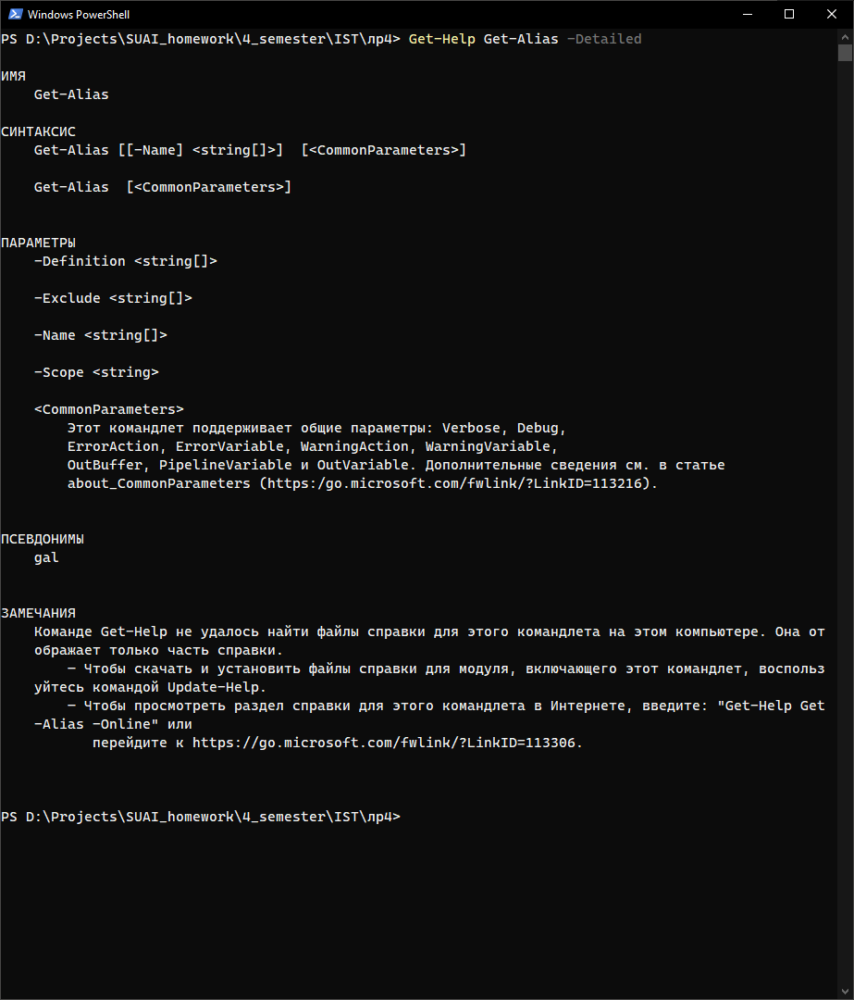 Windows PowerShell
PS D:\Projects\SUAI_homework\4_semester\IST\лр4> Get-Help Get-Alias -Detailed
ИМЯ
    Get-Alias
СИНТАКСИС
    Get-Alias [[-Name] <string[]>]  [<CommonParameters>]
    Get-Alias  [<CommonParameters>]
ПАРАМЕТРЫ
    -Definition <string[]>
    -Exclude <string[]>
    -Name <string[]>
    -Scope <string>
    <CommonParameters>
        Этот командлет поддерживает общие параметры: Verbose, Debug,
        ErrorAction, ErrorVariable, WarningAction, WarningVariable,
        OutBuffer, PipelineVariable и OutVariable. Дополнительные сведения см. в статье
        about_CommonParameters (https:/go.microsoft.com/fwlink/?LinkID=113216).
ПСЕВДОНИМЫ
    gal
ЗАМЕЧАНИЯ
    Команде Get-Help не удалось найти файлы справки для этого командлета на этом компьютере. Она от
    ображает только часть справки.
        - Чтобы скачать и установить файлы справки для модуля, включающего этот командлет, воспольз
    уйтесь командой Update-Help.
        - Чтобы просмотреть раздел справки для этого командлета в Интернете, введите: "Get-Help Get
    -Alias -Online" или
           перейдите к https://go.microsoft.com/fwlink/?LinkID=113306.
PS D:\Projects\SUAI_homework\4_semester\IST\лр4>